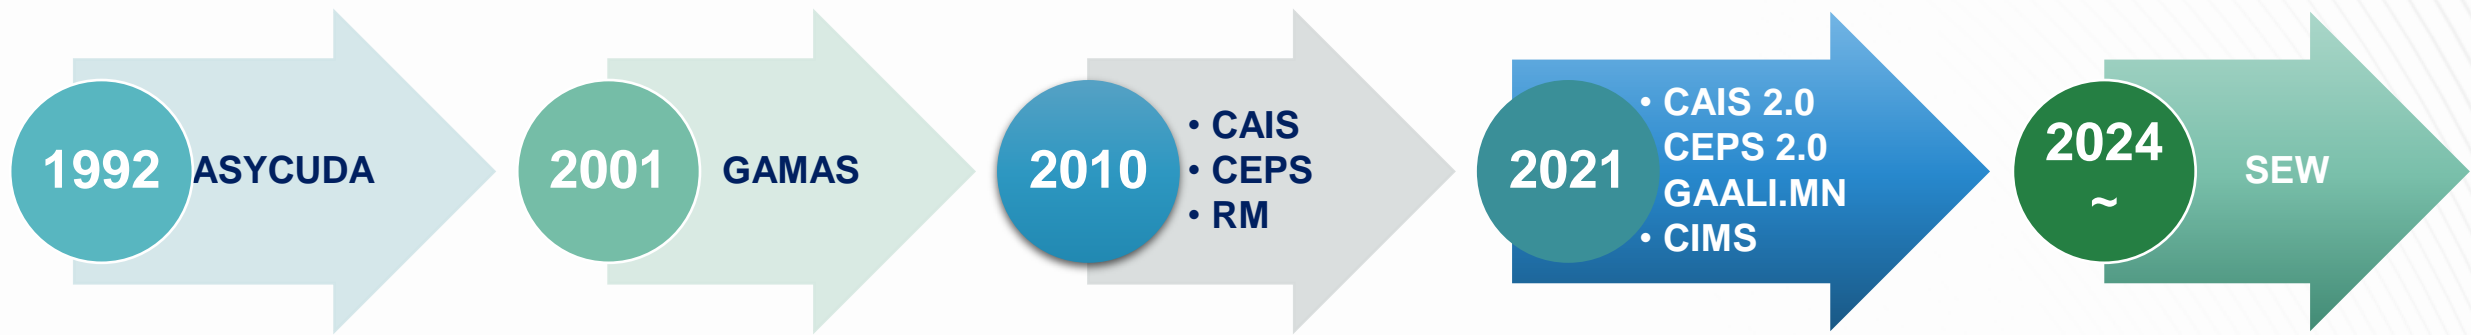 1992
ASYCUDA
2001
GAMAS
2010
• CAIS
• CEPS
• RM
2021
• CAIS 2.0
CEPS 2.0
GAALI.MN
• CIMS
2024
~
SEW